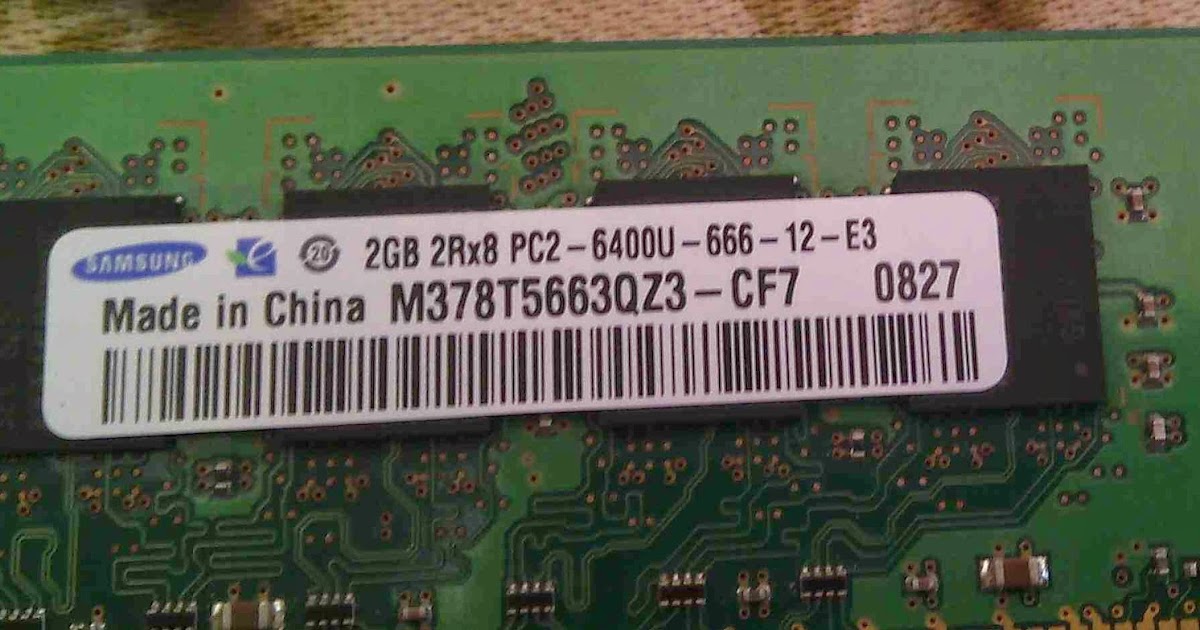 SAMSUNG e 20 2GB 2Rx8 PC2-6400U-666-12-E3
Made in China M378T5663QZ3-CF7 0827